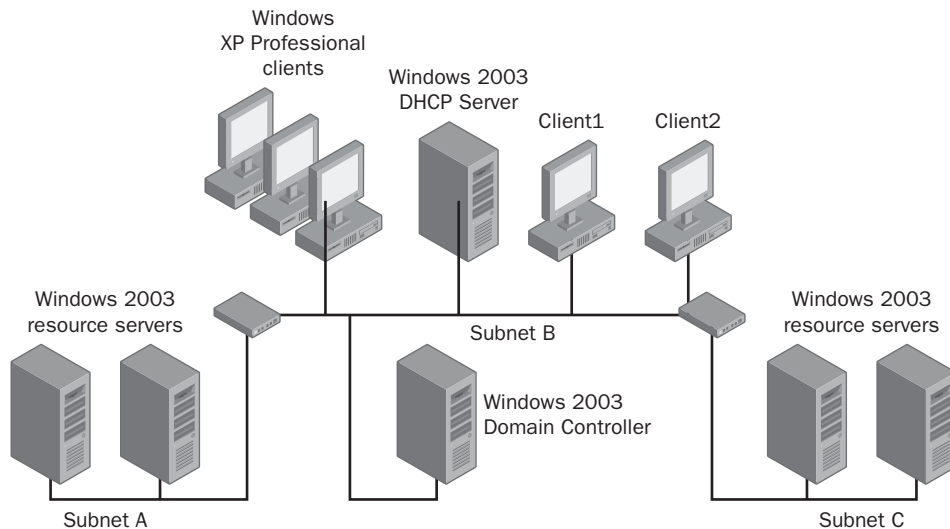 Windows
XP Professional
clients
Windows 2003
DHCP Server
Client1
Client2
Windows 2003
resource servers
Subnet B
Windows 2003
resource servers
Windows 2003
Domain Controller
Subnet A
Subnet C